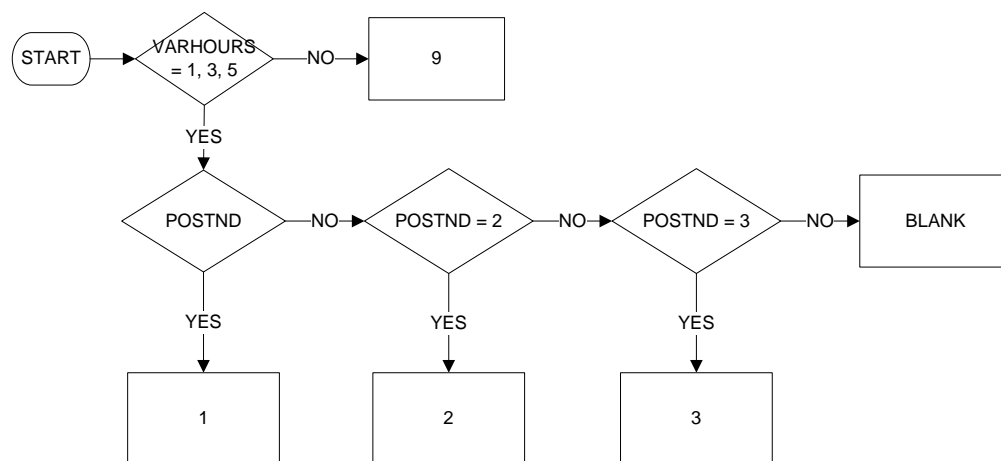 START
VARHOURS
= 1, 3, 5
NO
9
YES
POSTND
NO
POSTND = 2
NO
POSTND = 3
NO
BLANK
YES
YES
YES
1
2
3